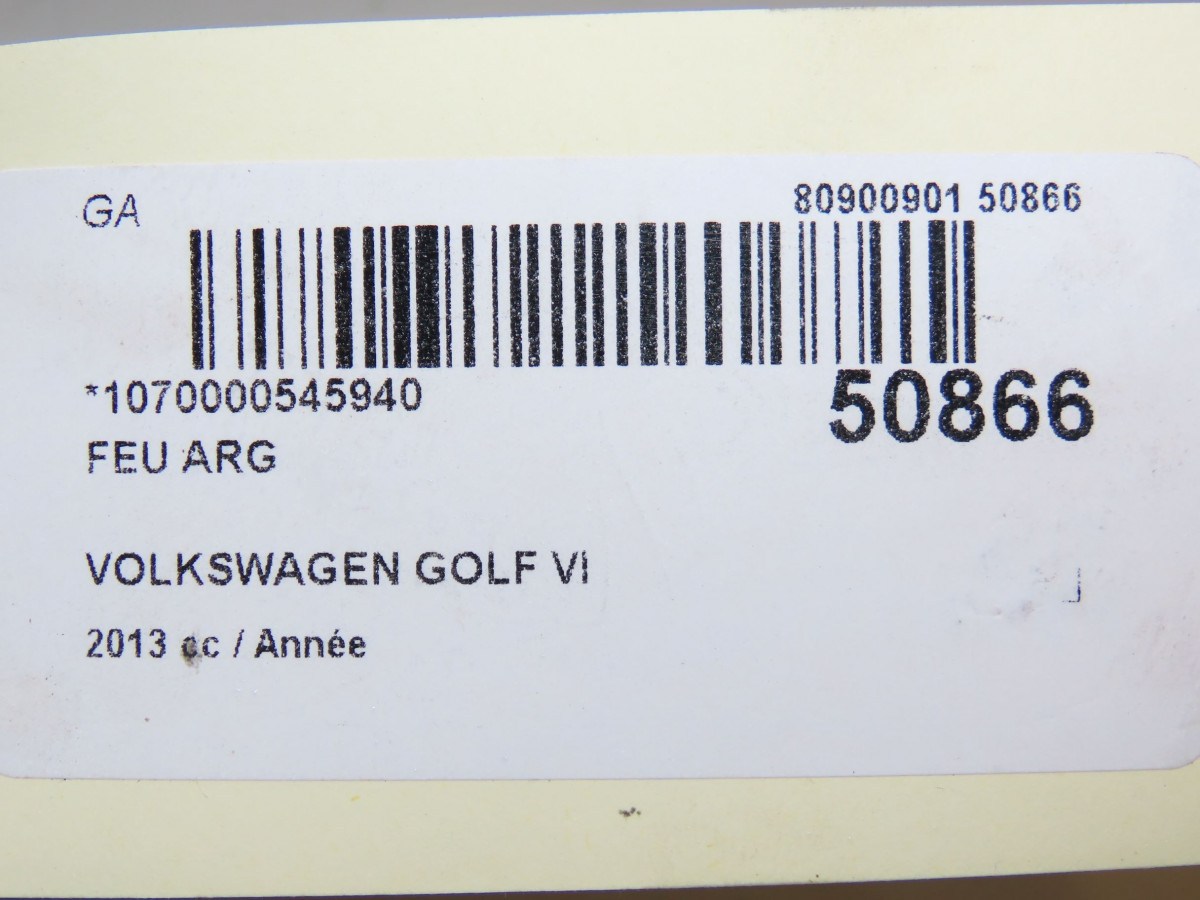 GA
80900901 50866
*1070000545940
50866
FEU ARG
VOLKSWAGEN GOLF VI
2013 cc / Année